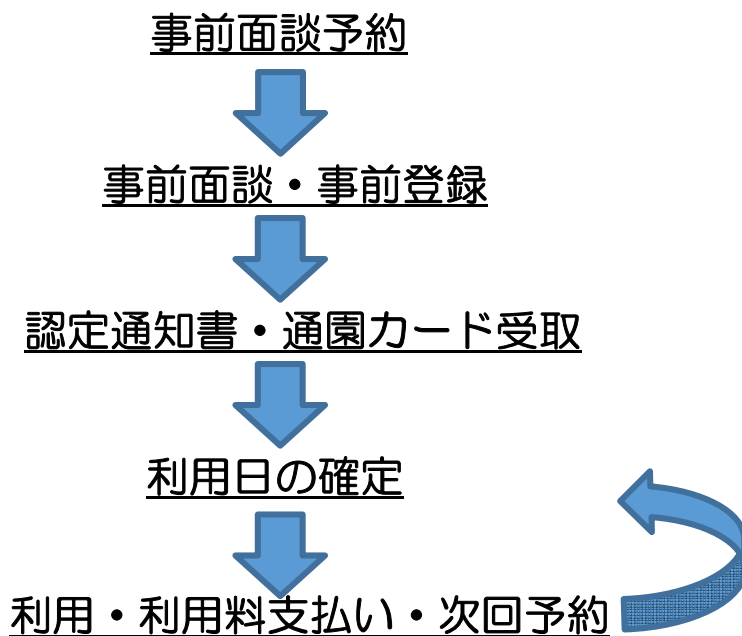 事前面談予約
事前面談・事前登録
認定通知書・通園カード受取
利用日の確定
利用・利用料支払い・次回予約